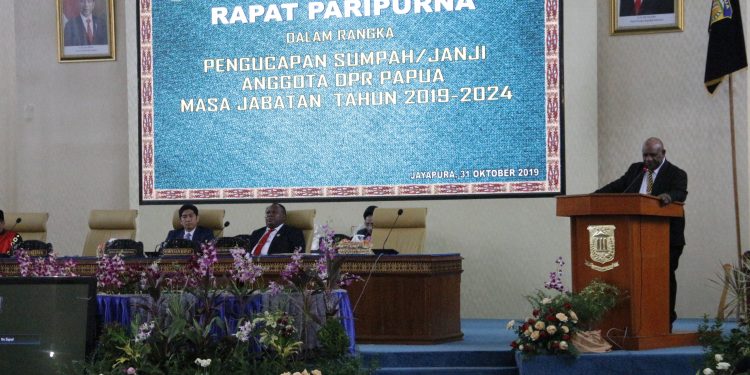 RAPAT PARIPURNA
DALAM RANGKA
PENGUCAPAN SUMPAH/JANJI
ANGGOTA DPR PAPUA
MASA JABATAN TAHUN 2019-2024
JAYAPURA, 31 OKTOBER 2019